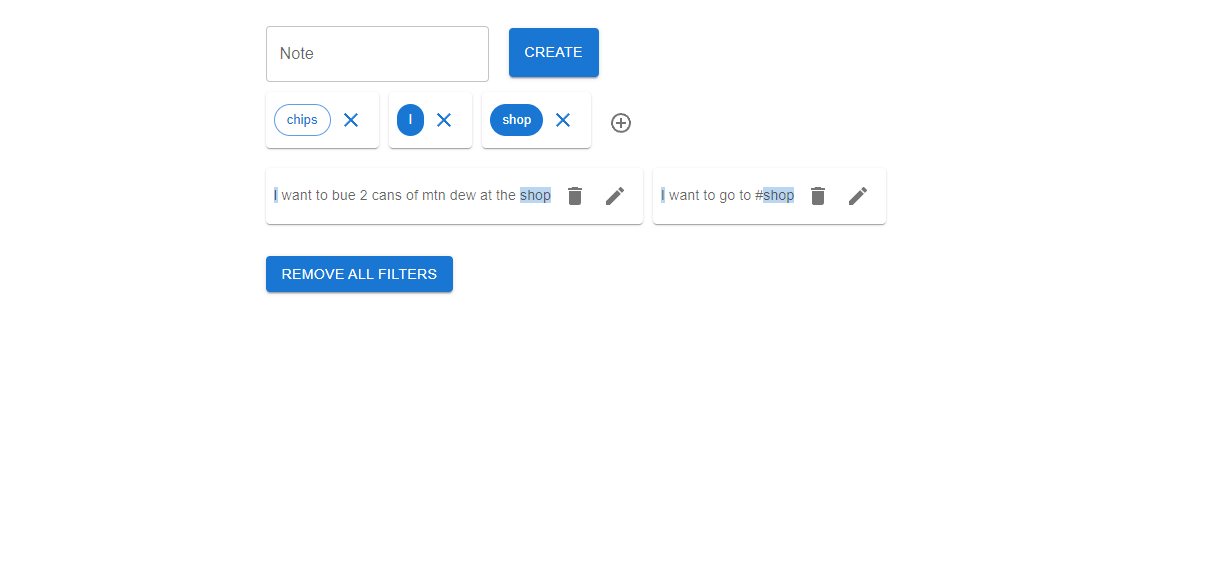 Note CREATE
chips I shop
I want to bue 2 cans of mtn dew at the shop I want to go to #shop
REMOVE ALL FILTERS